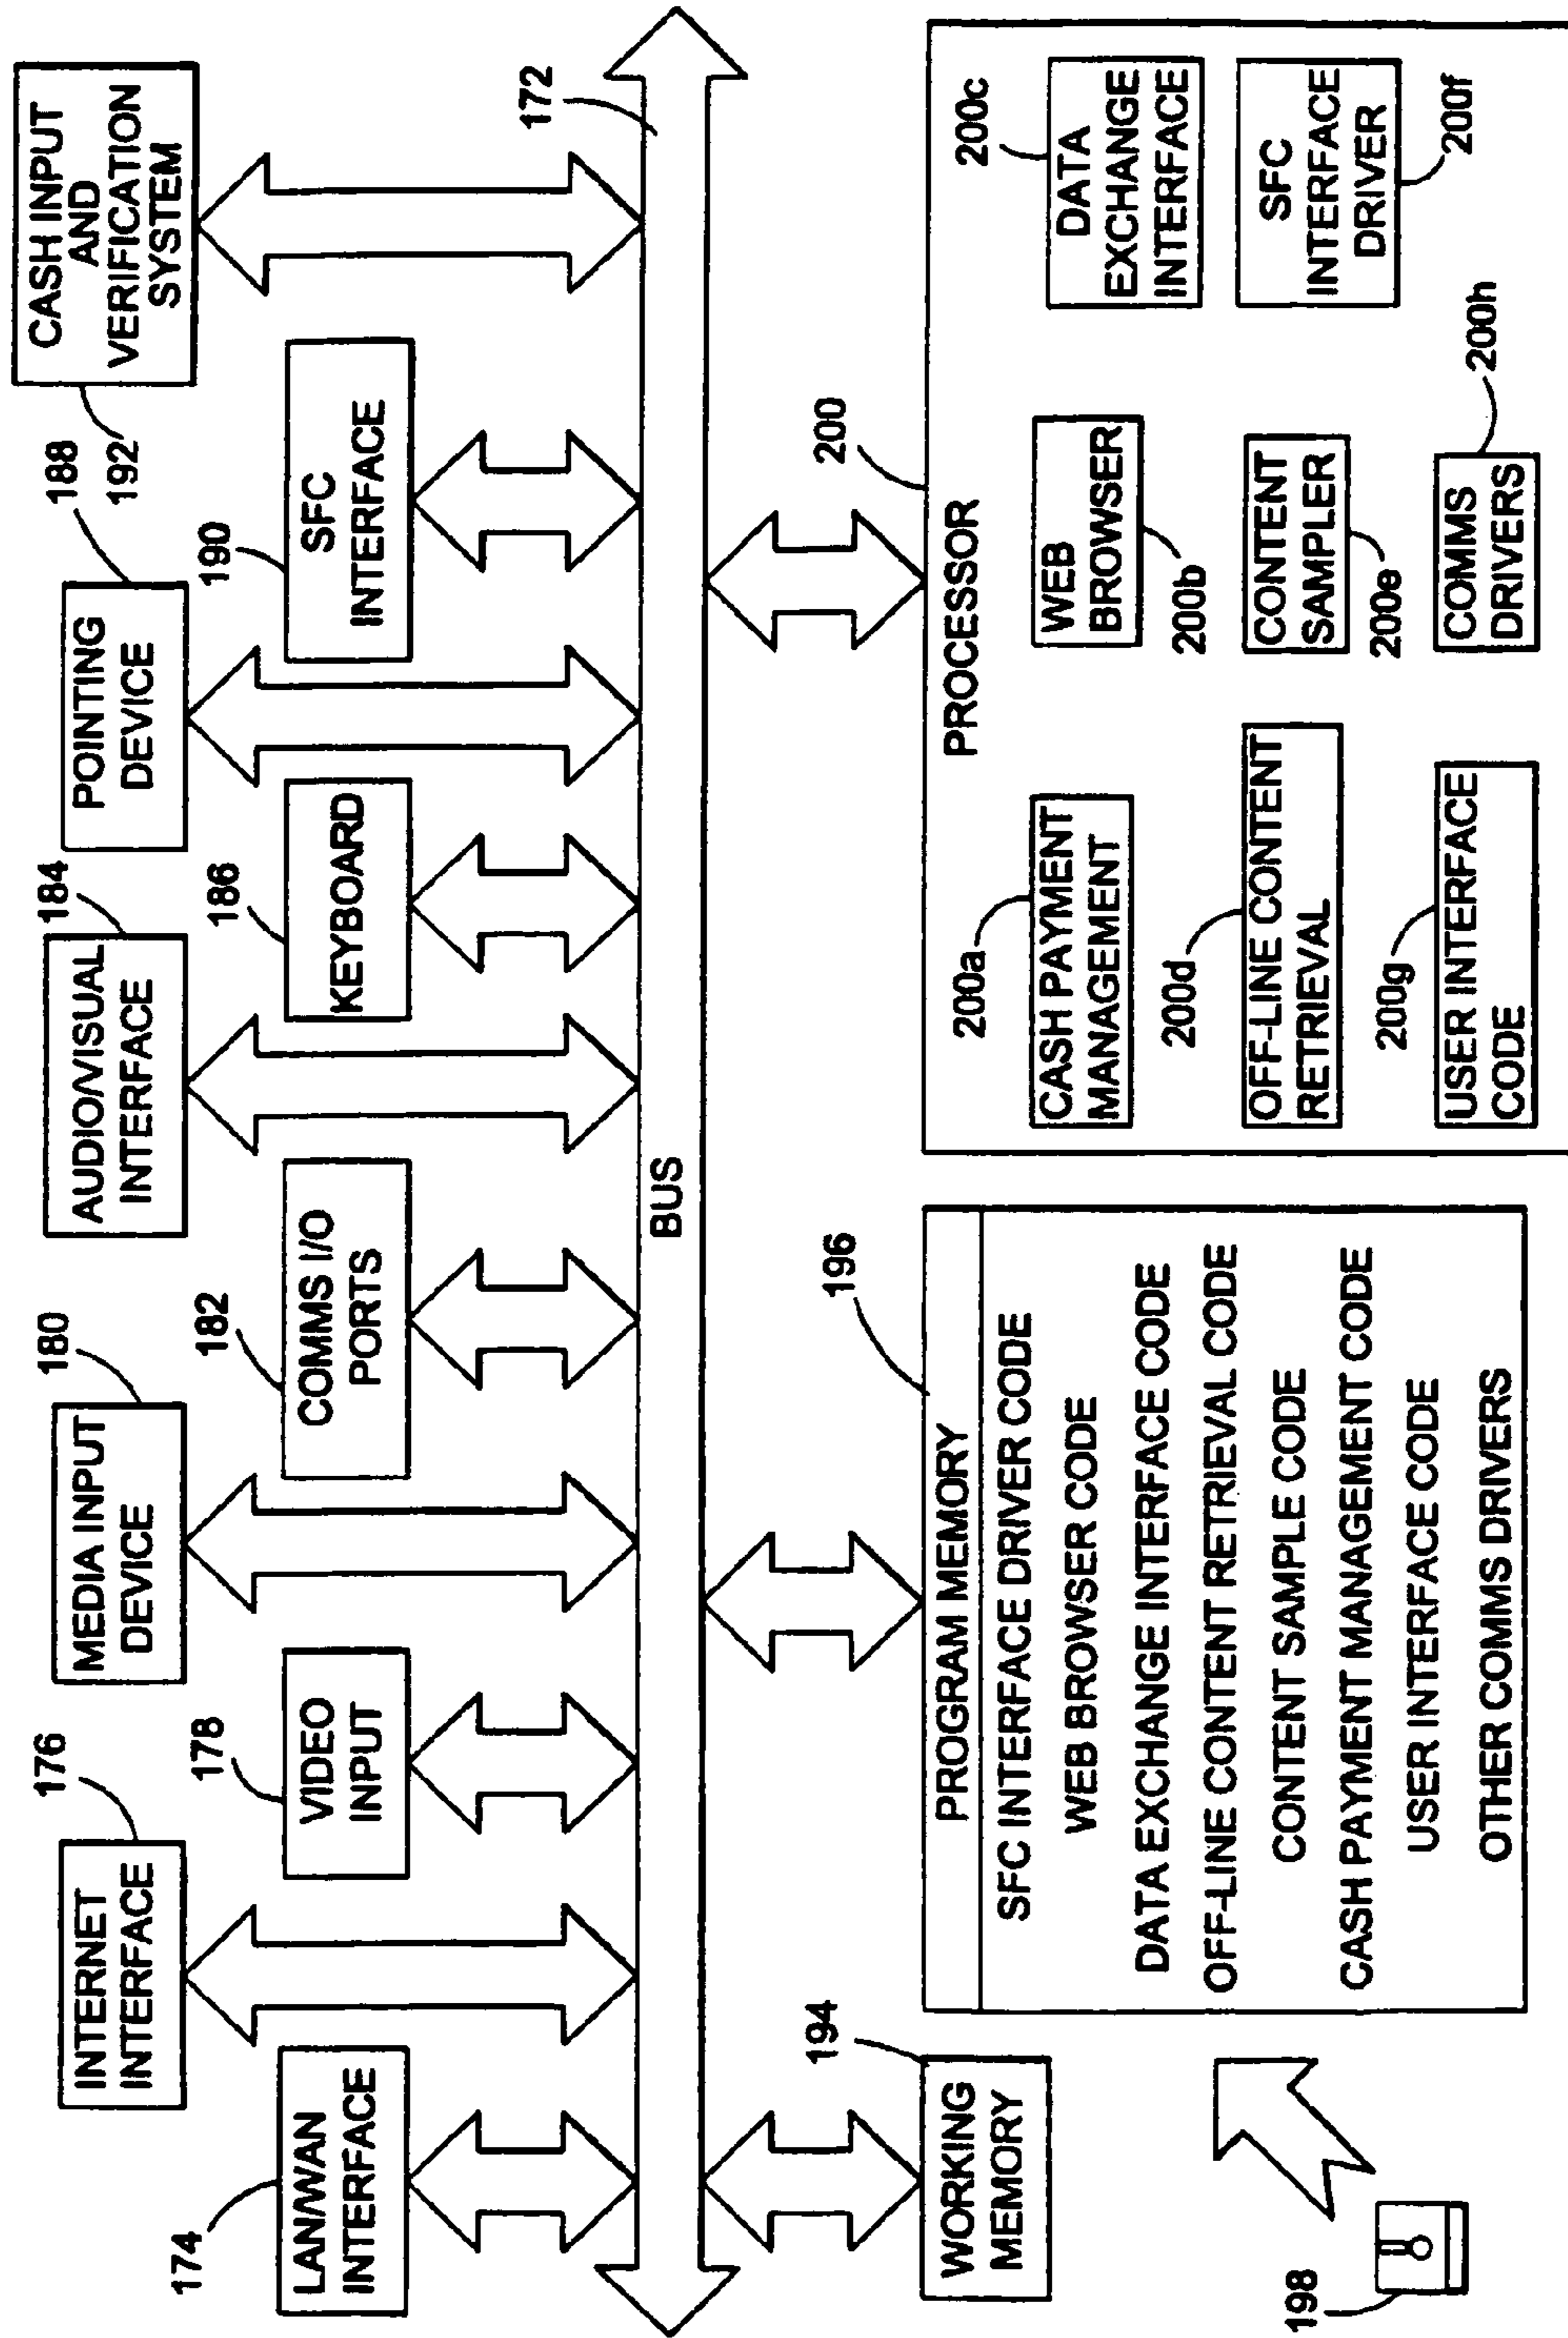 176
INTERNET
INTERFACE
180
MEDIA INPUT
DEVICE
184
AUDIO/VISUAL
INTERFACE
188
POINTING
DEVICE
192
CASH INPUT
AND
VERIFICATION
SYSTEM
174
LAN/WAN
INTERFACE
178
VIDEO
INPUT
182
COMMS I/O
PORTS
186
KEYBOARD
190
SFC
INTERFACE
172
BUS
194
WORKING
MEMORY
196
PROGRAM MEMORY
SFC INTERFACE DRIVER CODE
WEB BROWSER CODE
DATA EXCHANGE INTERFACE CODE
OFF-LINE CONTENT RETRIEVAL CODE
CONTENT SAMPLE CODE
CASH PAYMENT MANAGEMENT CODE
USER INTERFACE CODE
OTHER COMMS DRIVERS
198
200
PROCESSOR
200a
CASH PAYMENT
MANAGEMENT
WEB
BROWSER
200b
200c
DATA
EXCHANGE
INTERFACE
200d
OFF-LINE CONTENT
RETRIEVAL
CONTENT
SAMPLER
200e
SFC
INTERFACE
DRIVER
200f
200g
USER INTERFACE
CODE
COMMS
DRIVERS
200h